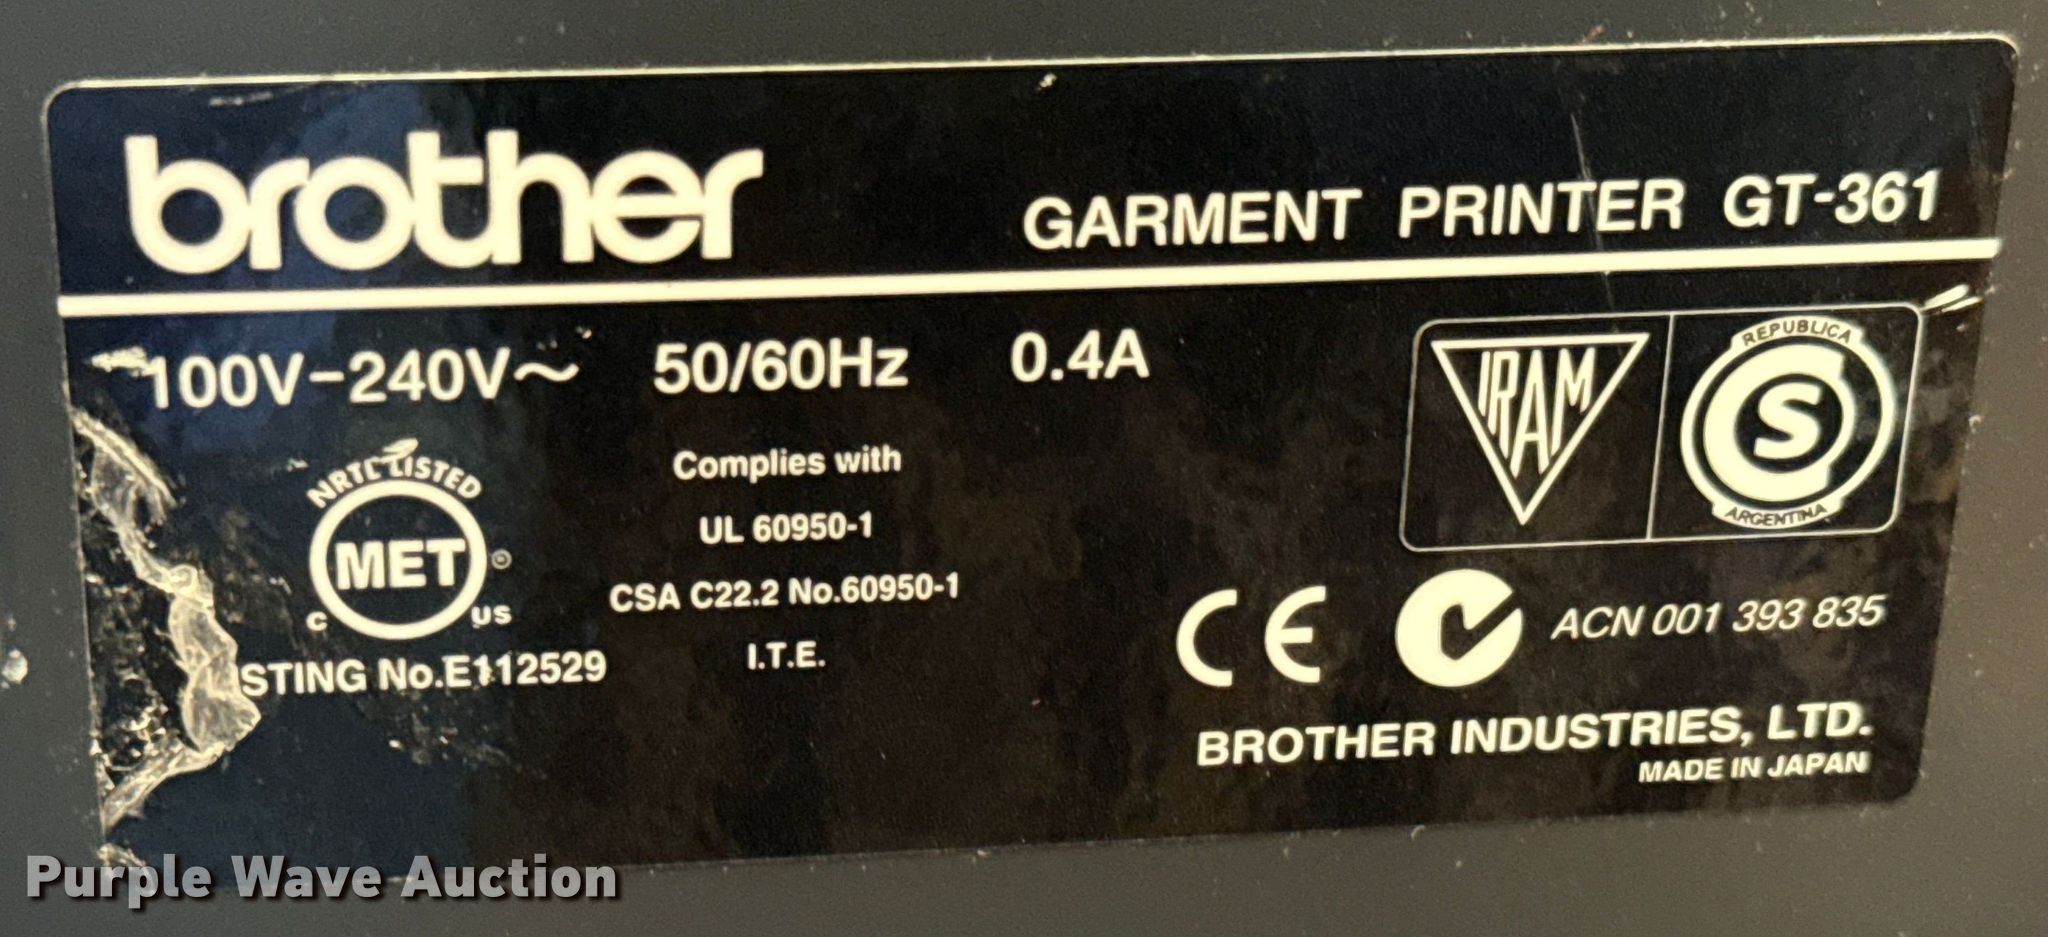 brother
GARMENT PRINTER GT-361
100V-240V~ 50/60Hz 0.4A
NRTL LISTED
MET
C US
STING No.E112529
Complies with
UL 60950-1
CSA C22.2 No.60950-1
I.T.E.
IRAM
REPUBLICA
S
ARGENTINA
CE
ACN 001 393 835
BROTHER INDUSTRIES, LTD.
MADE IN JAPAN
Purple Wave Auction